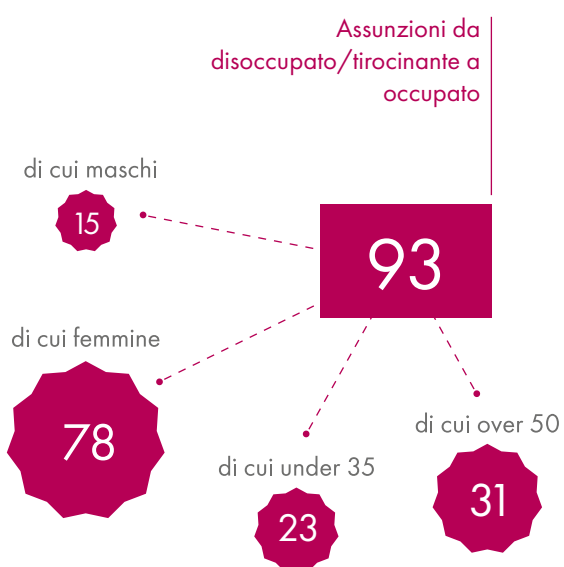 Assunzioni da
disoccupato/tirocinante a
occupato
di cui maschi
15
93
di cui femmine
78
di cui over 50
31
di cui under 35
23